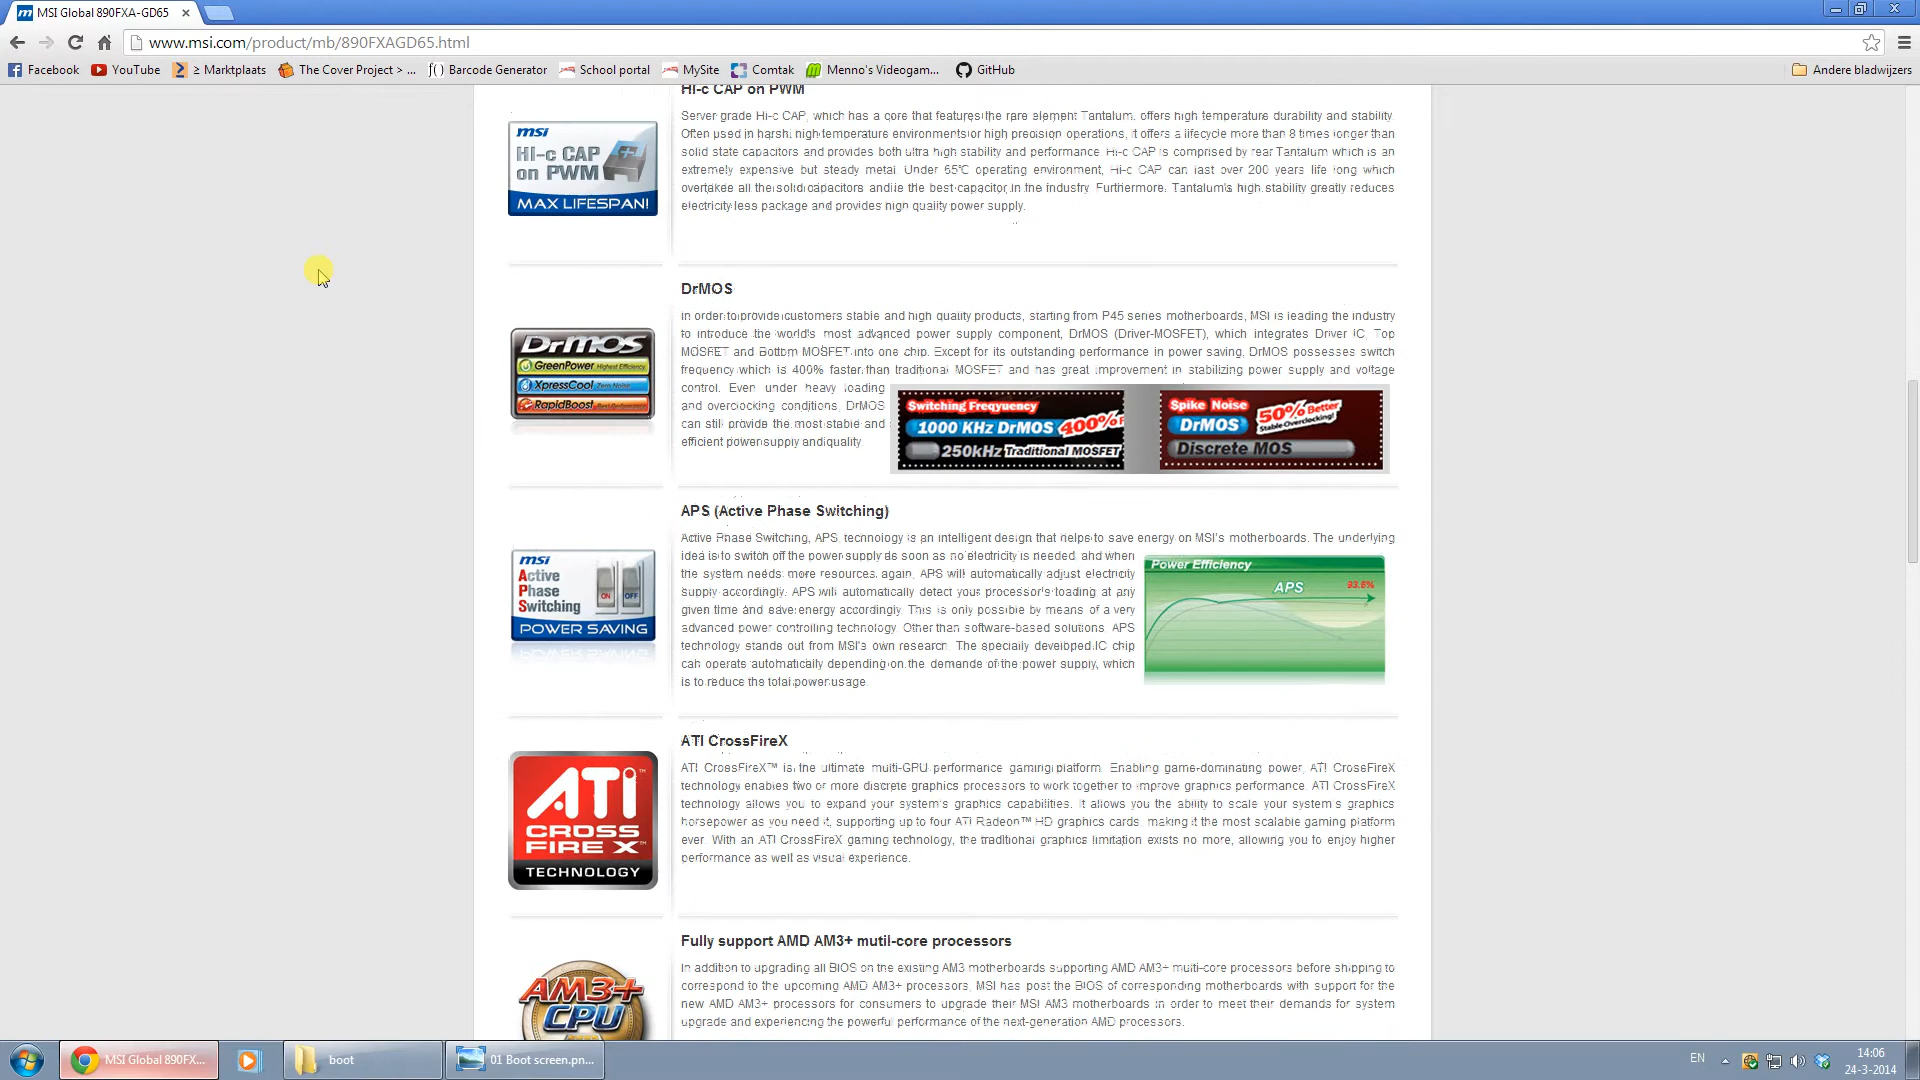 MSI Global 890FXA-GD65
www.msi.com/product/mb/890FXAGD65.html
Facebook YouTube ≥ Marktplaats The Cover Project > ... Barcode Generator School portal MySite Comtak Menno's Videogam... GitHub Andere bladwijzers
Hi-c CAP on PWM
msi
HI-c CAP
on PWM
MAX LIFESPAN!
Server grade Hi-c CAP, which has a core that features the rare element Tantalum, offers high temperature durability and stability.
Often used in harsh, high temperature environments or high precision operations, it offers a lifecycle more than 8 times longer than
solid state capacitors and provides both ultra high stability and performance. Hi-c CAP is comprised by rear Tantalum which is an
extremely expensive but steady metal. Under 65℃ operating environment, Hi-c CAP can last over 200 years life long which
overtakes all the solid capacitors and is the best capacitor in the industry. Furthermore, Tantalum's high stability greatly reduces
electricity less package and provides high quality power supply.
DrMOS
DrMOS
GreenPower Highest Efficiency
XpressCool Zero Noise
RapidBoost
In order to provide customers stable and high quality products, starting from P45 series motherboards, MSI is leading the industry
to introduce the world's most advanced power supply component, DrMOS (Driver-MOSFET), which integrates Driver IC, Top
MOSFET and Bottom MOSFET into one chip. Except for its outstanding performance in power saving, DrMOS possesses switch
frequency which is 400% faster than traditional MOSFET and has great improvement in stabilizing power supply and voltage
control. Even under heavy loading
and overclocking conditions, DrMOS
can still provide the most stable and
efficient power supply and quality.
Switching Freqyuency
1000 KHz DrMOS 400% F
250kHz Traditional MOSFET
Spike Noise
DrMOS 50% Better
Stable Overclocking!
Discrete MOS
APS (Active Phase Switching)
msi
Active
Phase
Switching
ON OFF
POWER SAVING
Active Phase Switching, APS, technology is an intelligent design that helps to save energy on MSI's motherboards. The underlying
idea is to switch off the power supply as soon as no electricity is needed, and when
the system needs more resources again, APS will automatically adjust electricity
supply accordingly. APS will automatically detect your processor's loading at any
given time and save energy accordingly. This is only possible by means of a very
advanced power controlling technology. Other than software-based solutions, APS
technology stands out from MSI's own research. The specially developed IC chip
can operate automatically depending on the demande of the power supply, which
is to reduce the total power usage.
Power Efficiency
APS 93.6%
ATI CrossFireX
ATI™
CROSS
FIRE X™
TECHNOLOGY
ATI CrossFireX™ is the ultimate multi-GPU performance gaming platform. Enabling game-dominating power, ATI CrossFireX
technology enables two or more discrete graphics processors to work together to improve graphics performance. ATI CrossFireX
technology allows you to expand your system's graphics capabilities. It allows you the ability to scale your system's graphics
horsepower as you need it, supporting up to four ATI Radeon™ HD graphics cards, making it the most scalable gaming platform
ever. With an ATI CrossFireX gaming technology, the traditional graphics limitation exists no more, allowing you to enjoy higher
performance as well as visual experience.
Fully support AMD AM3+ mutil-core processors
AM3+
CPU
In addition to upgrading all BIOS on the existing AM3 motherboards supporting AMD AM3+ multi-core processors before shipping to
correspond to the upcoming AMD AM3+ processors, MSI has post the BIOS of corresponding motherboards with support for the
new AMD AM3+ processors for consumers to upgrade their MSI AM3 motherboards in order to meet their demands for system
upgrade and experiencing the powerful performance of the next-generation AMD processors.
MSI Global 890FX... boot 01 Boot screen.pn... EN 14:06
24-3-2014